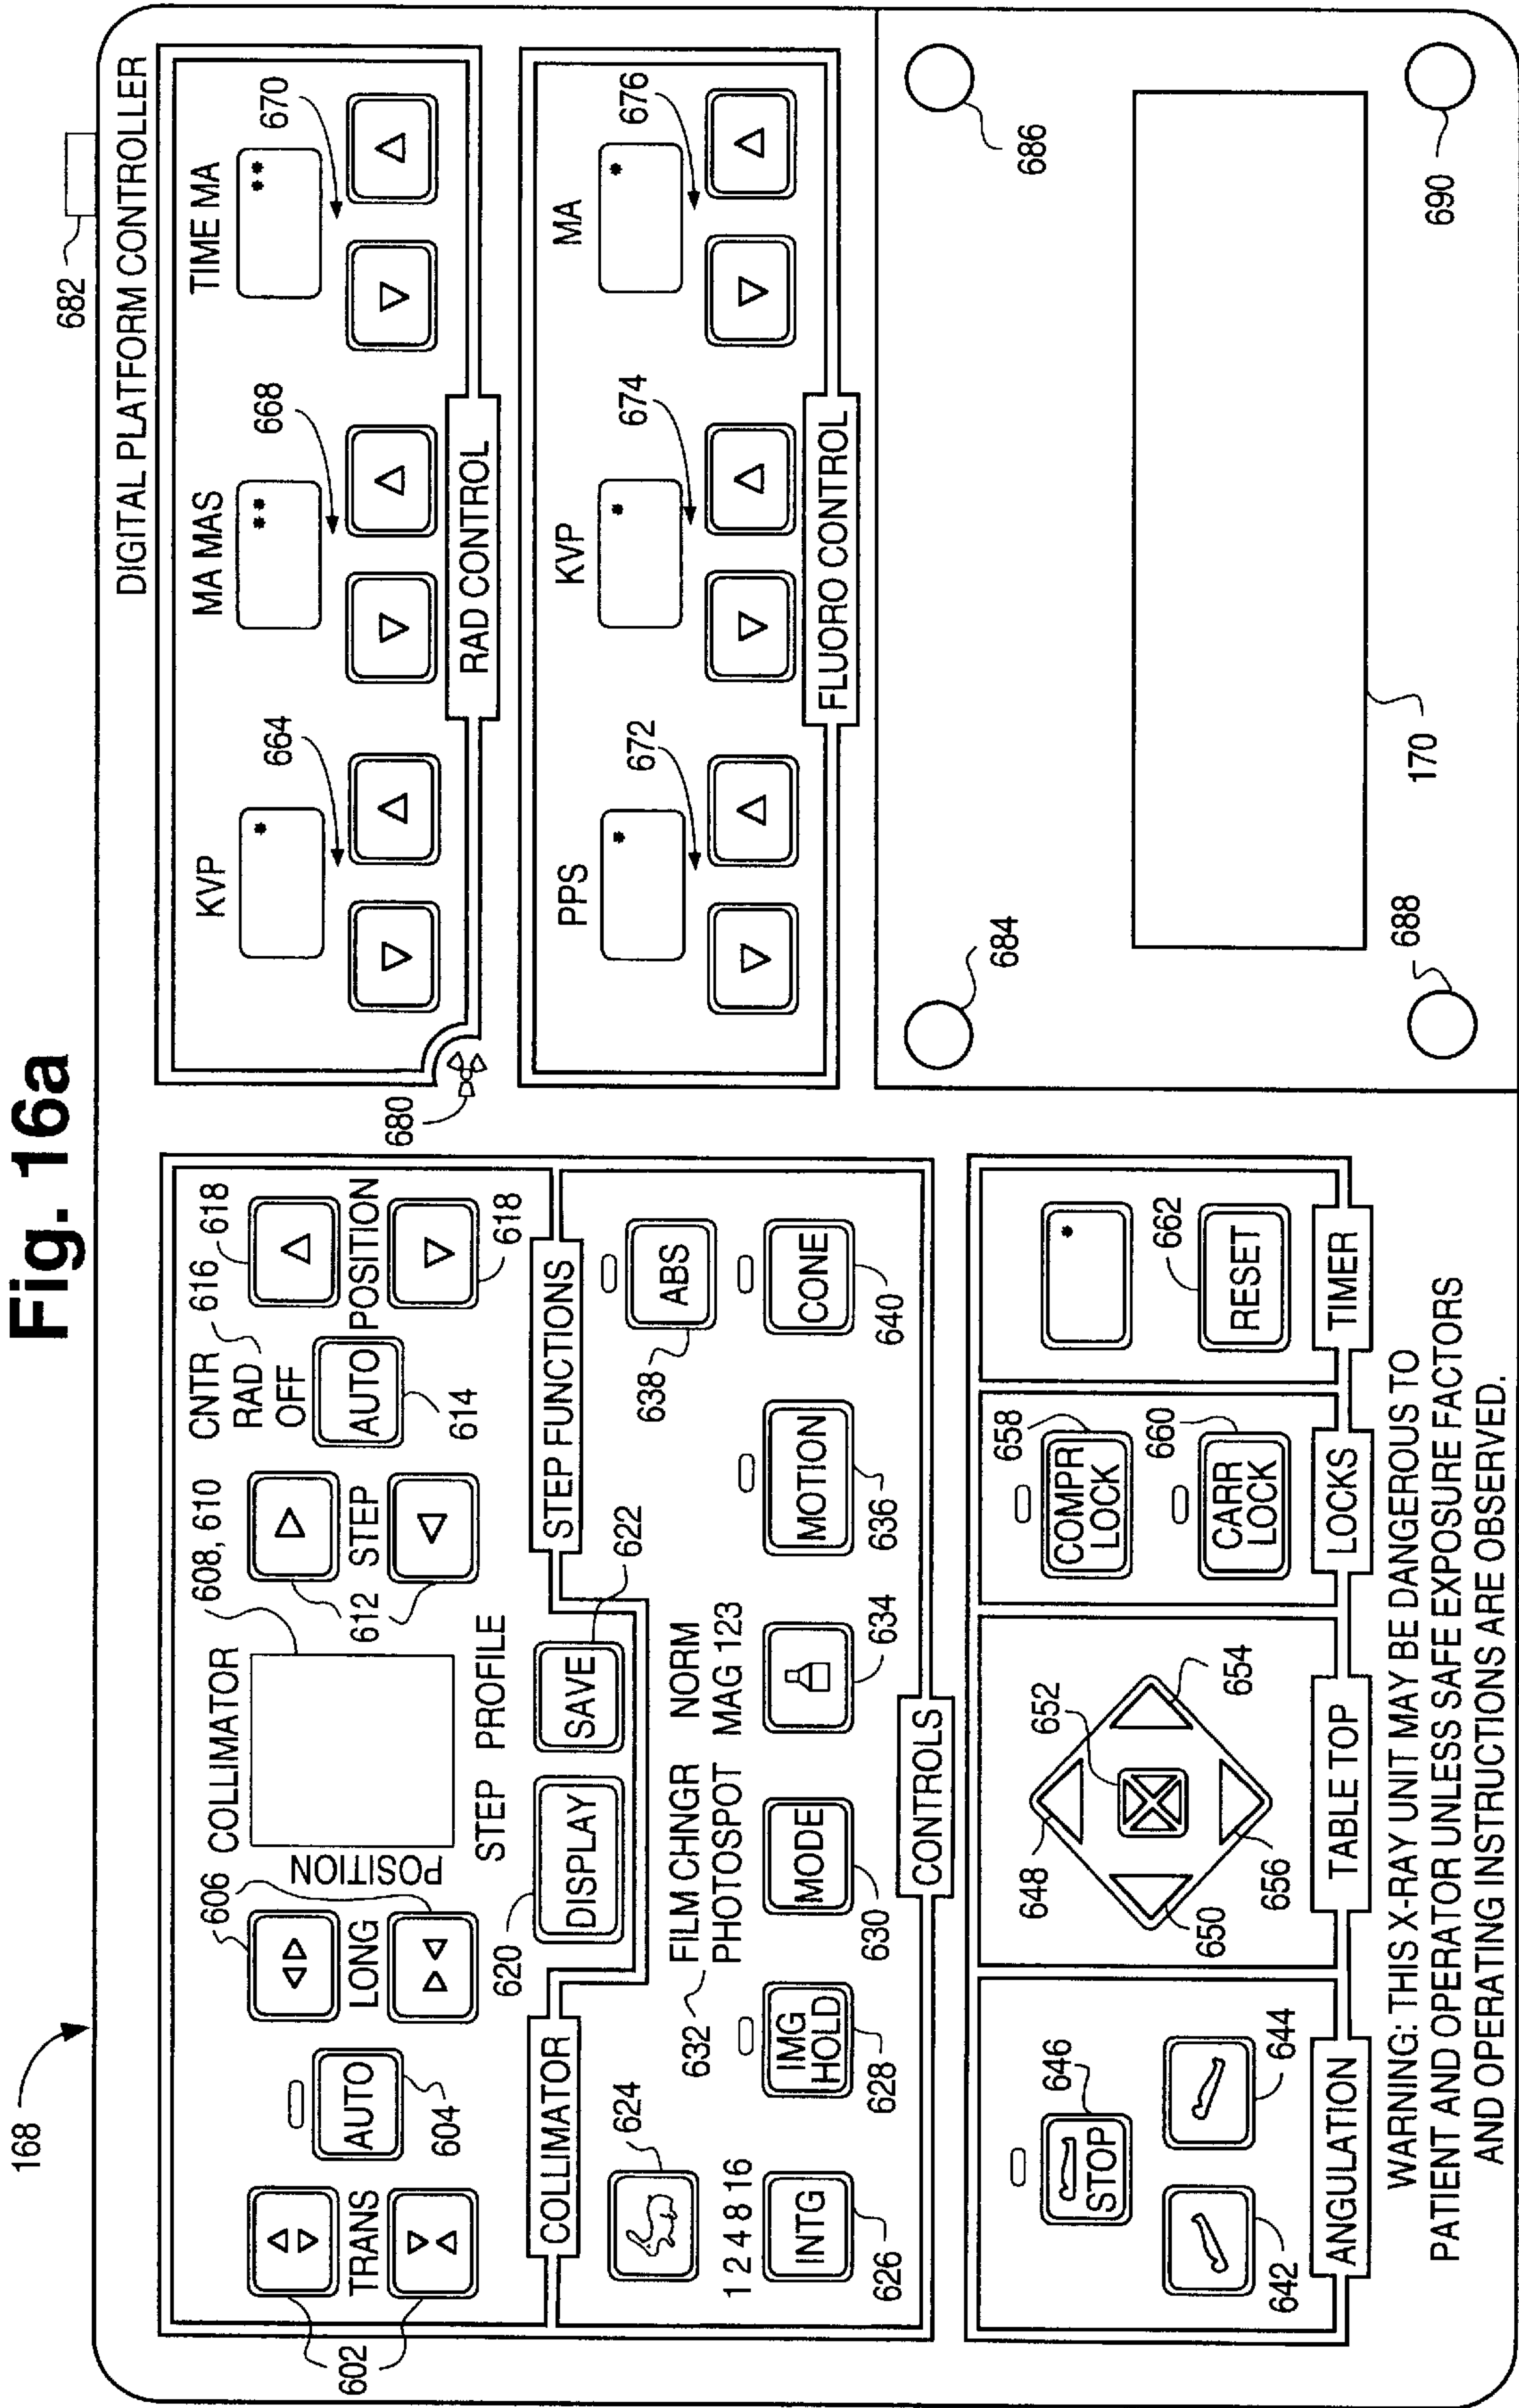 Fig. 16a
168
682
DIGITAL PLATFORM CONTROLLER
602
TRANS
604
AUTO
606
LONG
POSITION
COLLIMATOR
608, 610
612
STEP
CNTR
RAD
OFF
616
AUTO
614
618
POSITION
618
620
STEP PROFILE
DISPLAY
SAVE
622
COLLIMATOR
STEP FUNCTIONS
624
1 2 4 8 16
INTG
626
IMG
HOLD
628
632
FILM CHNGR
PHOTOSPOT
MODE
630
NORM
MAG 123
634
MOTION
636
638
ABS
CONE
640
CONTROLS
642
644
646
STOP
ANGULATION
648
650
652
654
656
TABLE TOP
658
COMPR
LOCK
660
CARR
LOCK
LOCKS
*
662
RESET
TIMER
WARNING: THIS X-RAY UNIT MAY BE DANGEROUS TO
PATIENT AND OPERATOR UNLESS SAFE EXPOSURE FACTORS
AND OPERATING INSTRUCTIONS ARE OBSERVED.
KVP
*
664
MA MAS
**
668
TIME MA
**
670
RAD CONTROL
680
PPS
*
672
KVP
*
674
MA
*
676
FLUORO CONTROL
684
686
688
170
690